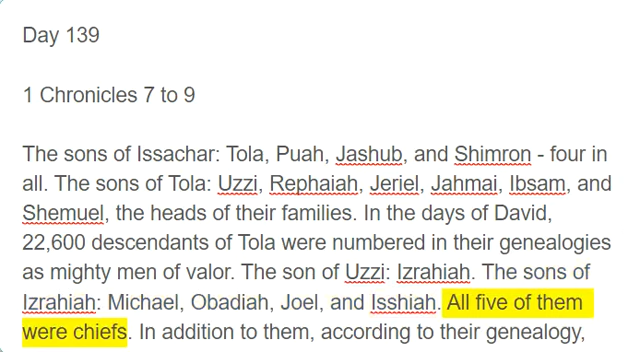 Day 139
1 Chronicles 7 to 9
The sons of Issachar: Tola, Puah, Jashub, and Shimron - four in
all. The sons of Tola: Uzzi, Rephaiah, Jeriel, Jahmai, Ibsam, and
Shemuel, the heads of their families. In the days of David,
22,600 descendants of Tola were numbered in their genealogies
as mighty men of valor. The son of Uzzi: Izrahiah. The sons of
Izrahiah: Michael, Obadiah, Joel, and Isshiah. All five of them
were chiefs. In addition to them, according to their genealogy,